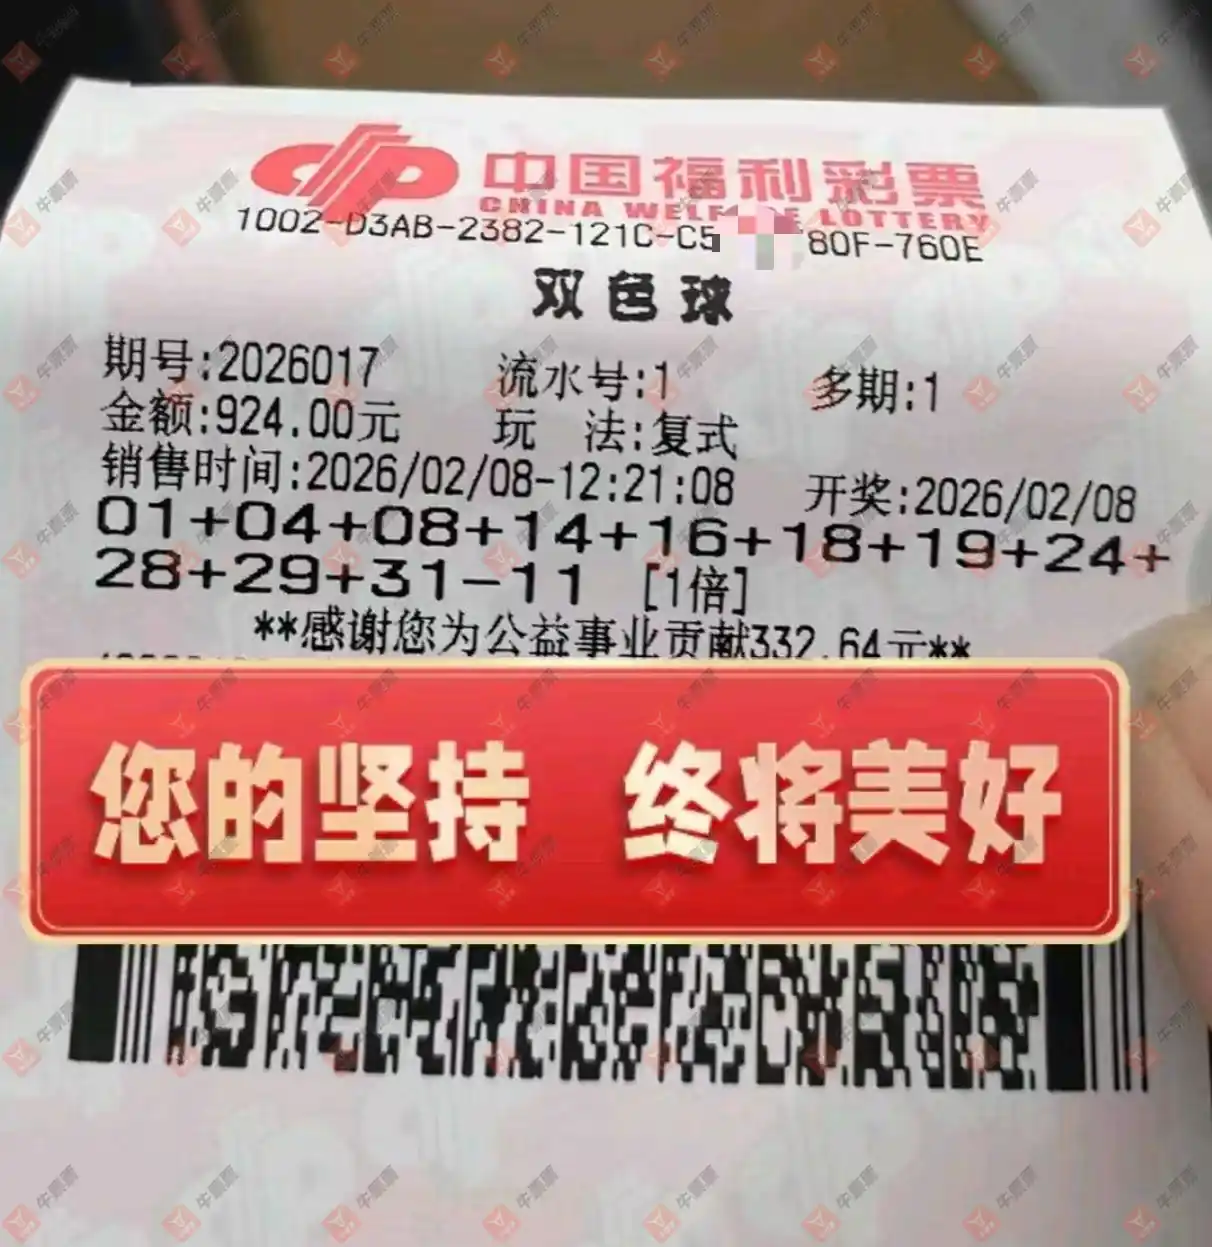 中国福利彩票
CHINA WELFARE LOTTERY
1002-D3AB-2382-121C-C5 80F-760E
双色球
期号:2026017 流水号:1 多期:1
金额:924.00元 玩 法:复式
销售时间:2026/02/08-12:21:08 开奖:2026/02/08
01+04+08+14+16+18+19+24+
28+29+31-11 [1倍]
**感谢您为公益事业贡献332.64元**
您的坚持 终将美好